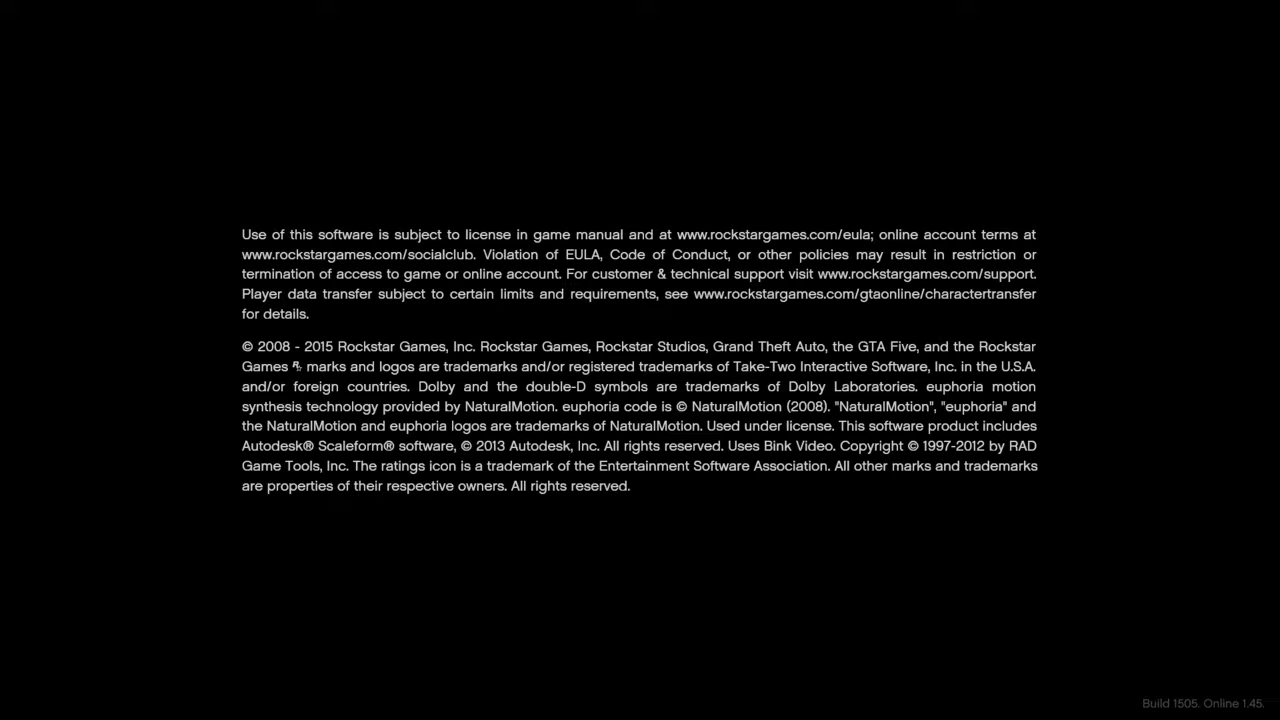 Use of this software is subject to license in game manual and at www.rockstargames.com/eula; online account terms at
www.rockstargames.com/socialclub. Violation of EULA, Code of Conduct, or other policies may result in restriction or
termination of access to game or online account. For customer & technical support visit www.rockstargames.com/support.
Player data transfer subject to certain limits and requirements, see www.rockstargames.com/gtaonline/charactertransfer
for details.
© 2008 - 2015 Rockstar Games, Inc. Rockstar Games, Rockstar Studios, Grand Theft Auto, the GTA Five, and the Rockstar
Games R* marks and logos are trademarks and/or registered trademarks of Take-Two Interactive Software, Inc. in the U.S.A.
and/or foreign countries. Dolby and the double-D symbols are trademarks of Dolby Laboratories. euphoria motion
synthesis technology provided by NaturalMotion. euphoria code is © NaturalMotion (2008). "NaturalMotion", "euphoria" and
the NaturalMotion and euphoria logos are trademarks of NaturalMotion. Used under license. This software product includes
Autodesk® Scaleform® software, © 2013 Autodesk, Inc. All rights reserved. Uses Bink Video. Copyright © 1997-2012 by RAD
Game Tools, Inc. The ratings icon is a trademark of the Entertainment Software Association. All other marks and trademarks
are properties of their respective owners. All rights reserved.
Build 1505. Online 1.45.